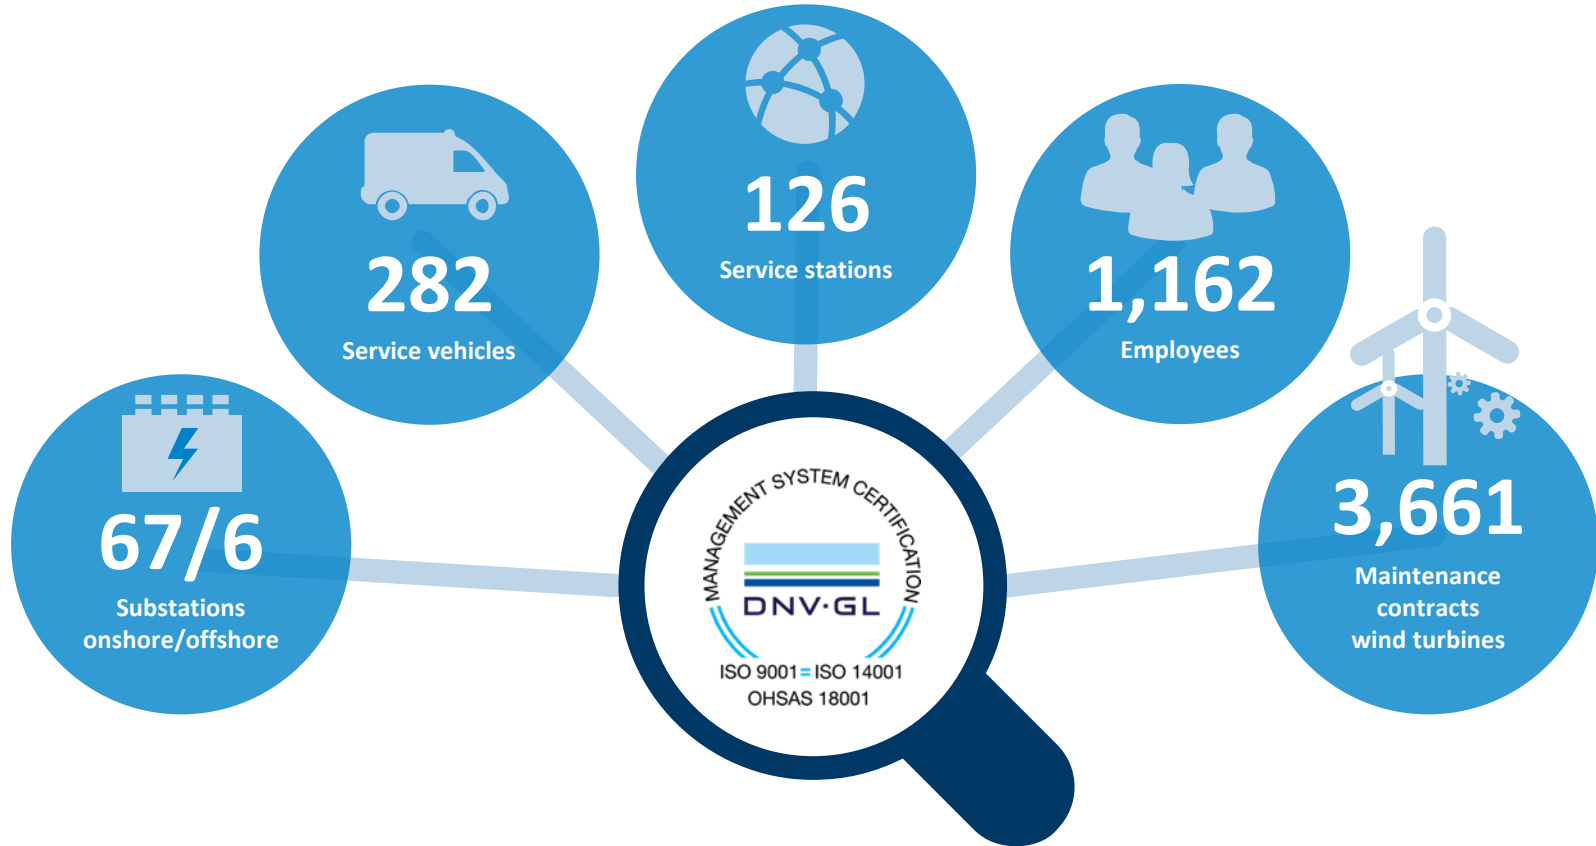 126
Service stations
282
Service vehicles
1,162
Employees
67/6
Substations
onshore/offshore
3,661
Maintenance
contracts
wind turbines
MANAGEMENT SYSTEM CERTIFICATION
DNV·GL
ISO 9001=ISO 14001
OHSAS 18001